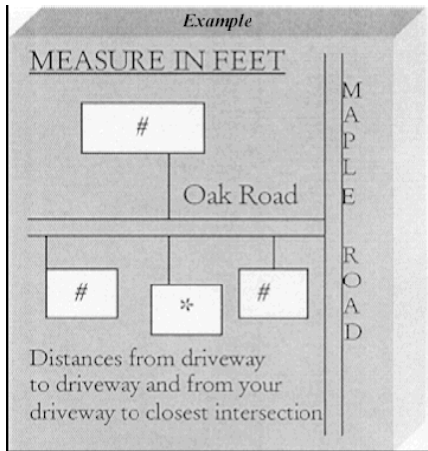 Example
MEASURE IN FEET
#
Oak Road
MAPLE ROAD
#
*
#
Distances from driveway
to driveway and from your
driveway to closest intersection